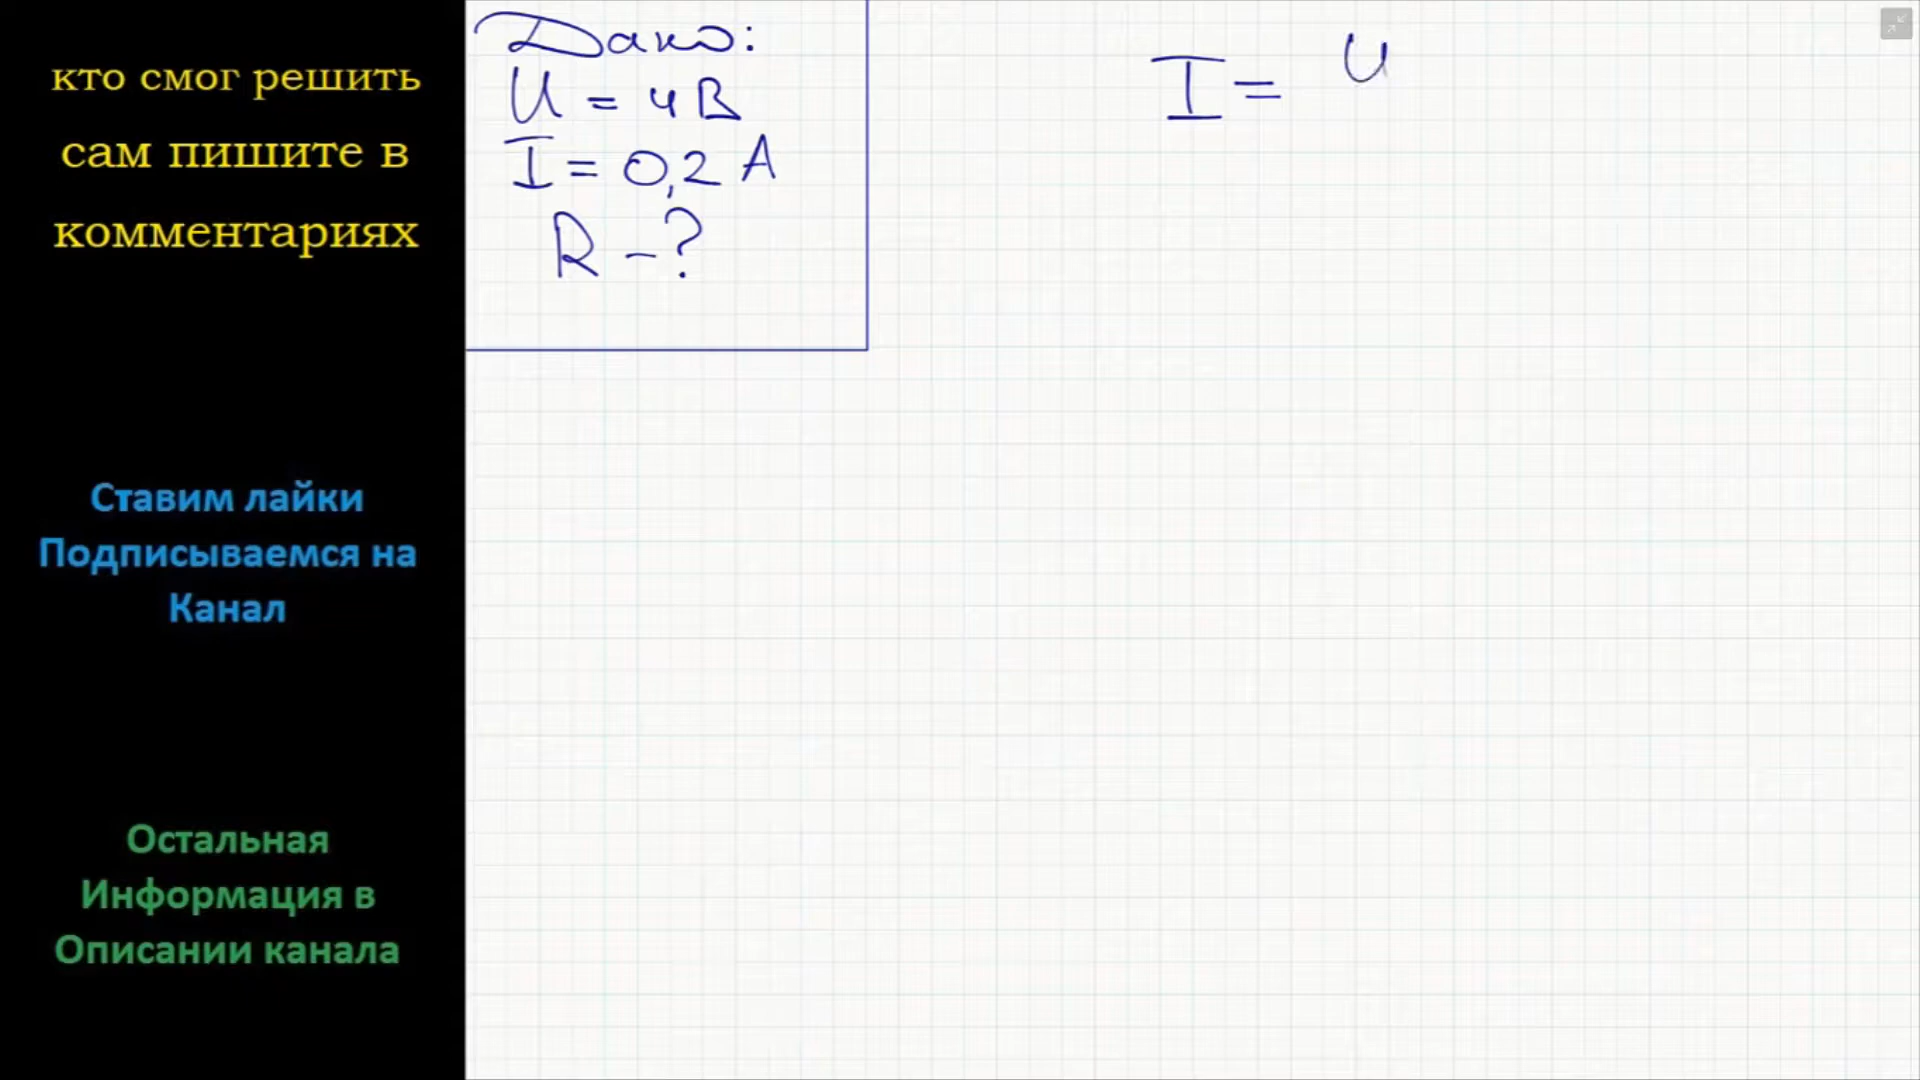 кто смог решить
сам пишите в
комментариях
Ставим лайки
Подписываемся на
Канал
Остальная
Информация в
Описании канала
Дано:
U = 4 В
I = 0,2 А
R - ?
I = U